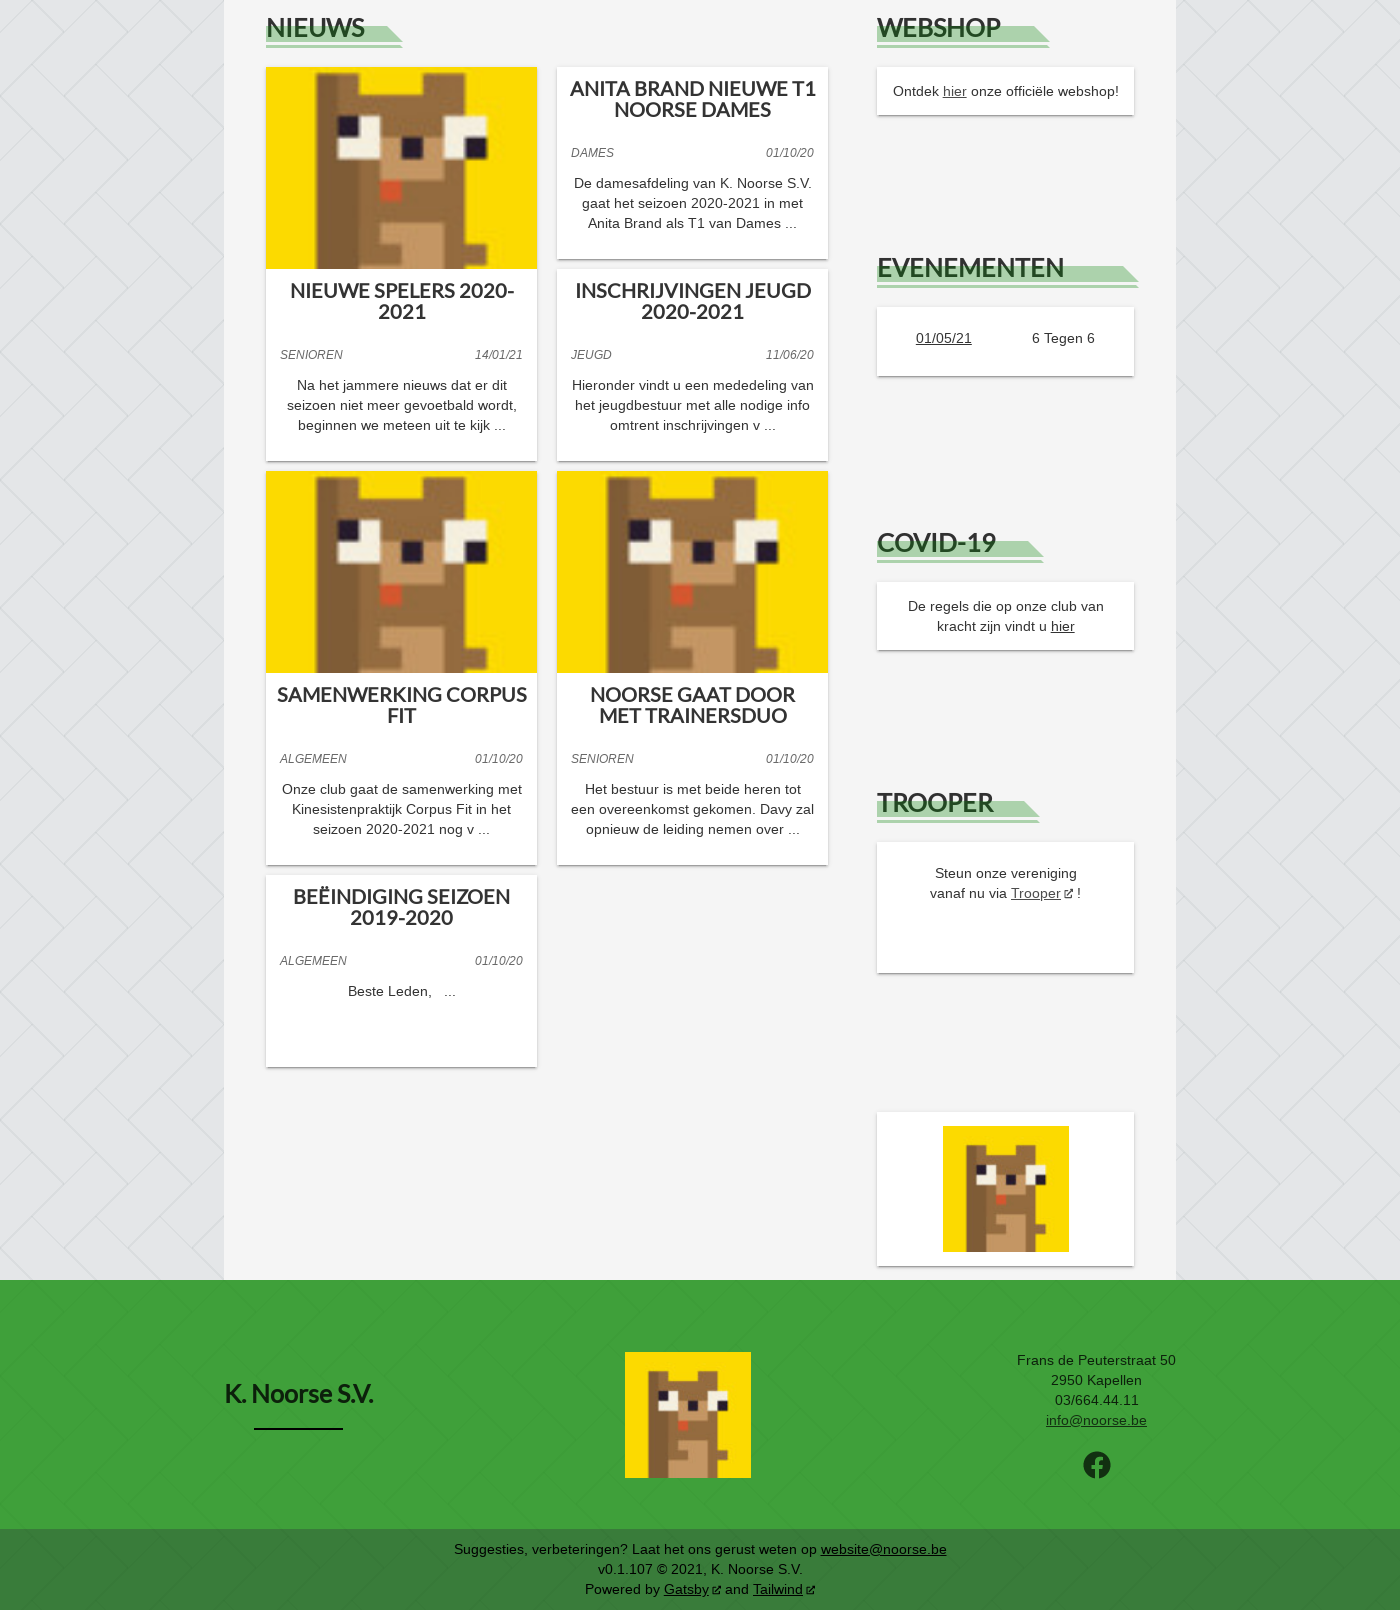 NIEUWS
NIEUWE SPELERS 2020-
2021
SENIOREN 14/01/21
Na het jammere nieuws dat er dit
seizoen niet meer gevoetbald wordt,
beginnen we meteen uit te kijk ...
ANITA BRAND NIEUWE T1
NOORSE DAMES
DAMES 01/10/20
De damesafdeling van K. Noorse S.V.
gaat het seizoen 2020-2021 in met
Anita Brand als T1 van Dames ...
INSCHRIJVINGEN JEUGD
2020-2021
JEUGD 11/06/20
Hieronder vindt u een mededeling van
het jeugdbestuur met alle nodige info
omtrent inschrijvingen v ...
SAMENWERKING CORPUS
FIT
ALGEMEEN 01/10/20
Onze club gaat de samenwerking met
Kinesistenpraktijk Corpus Fit in het
seizoen 2020-2021 nog v ...
NOORSE GAAT DOOR
MET TRAINERSDUO
SENIOREN 01/10/20
Het bestuur is met beide heren tot
een overeenkomst gekomen. Davy zal
opnieuw de leiding nemen over ...
BEËINDIGING SEIZOEN
2019-2020
ALGEMEEN 01/10/20
Beste Leden, ...
WEBSHOP
Ontdek hier onze officiële webshop!
EVENEMENTEN
01/05/21 6 Tegen 6
COVID-19
De regels die op onze club van
kracht zijn vindt u hier
TROOPER
Steun onze vereniging
vanaf nu via Trooper !
K. Noorse S.V.
Frans de Peuterstraat 50
2950 Kapellen
03/664.44.11
info@noorse.be
Suggesties, verbeteringen? Laat het ons gerust weten op website@noorse.be
v0.1.107 © 2021, K. Noorse S.V.
Powered by Gatsby and Tailwind